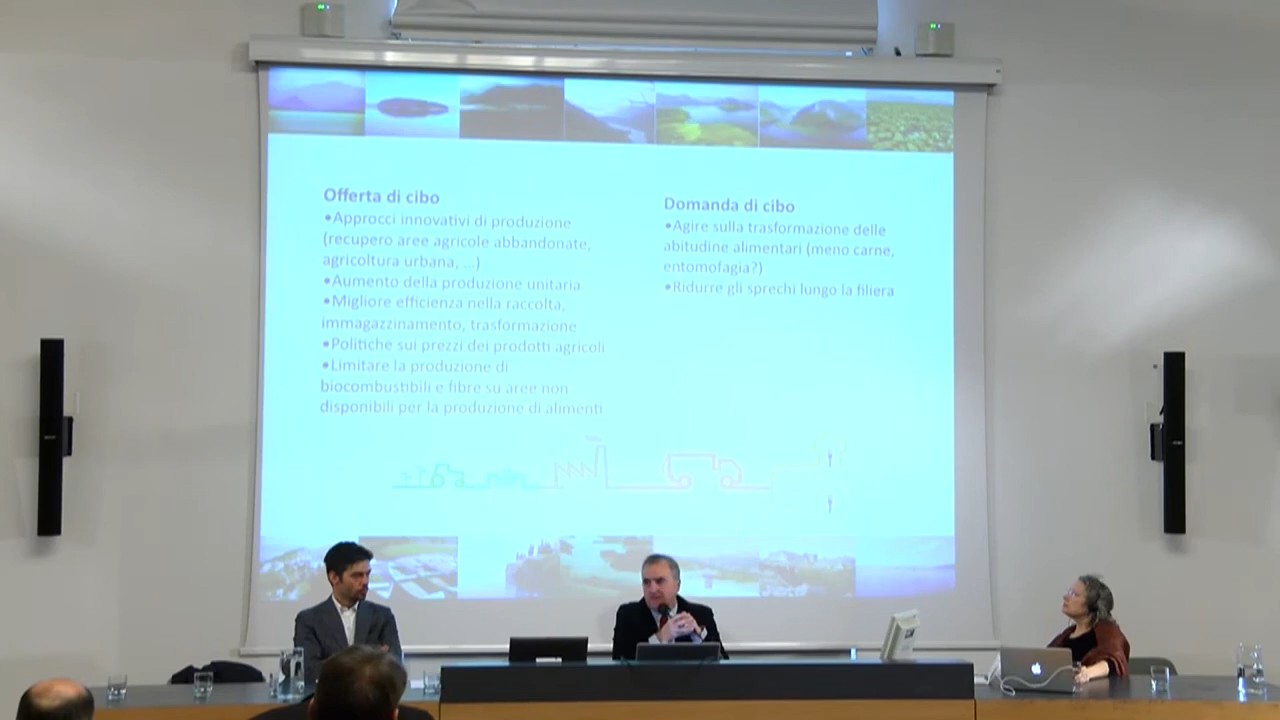 Offerta di cibo
•Approcci innovativi di produzione
(recupero aree agricole abbandonate,
agricoltura urbana, ...)
•Aumento della produzione unitaria
•Migliore efficienza nella raccolta,
immagazzinamento, trasformazione
•Politiche sui prezzi dei prodotti agricoli
•Limitare la produzione di
biocombustibili e fibre su aree non
disponibili per la produzione di alimenti
Domanda di cibo
•Agire sulla trasformazione delle
abitudine alimentari (meno carne,
entomofagia?)
•Ridurre gli sprechi lungo la filiera